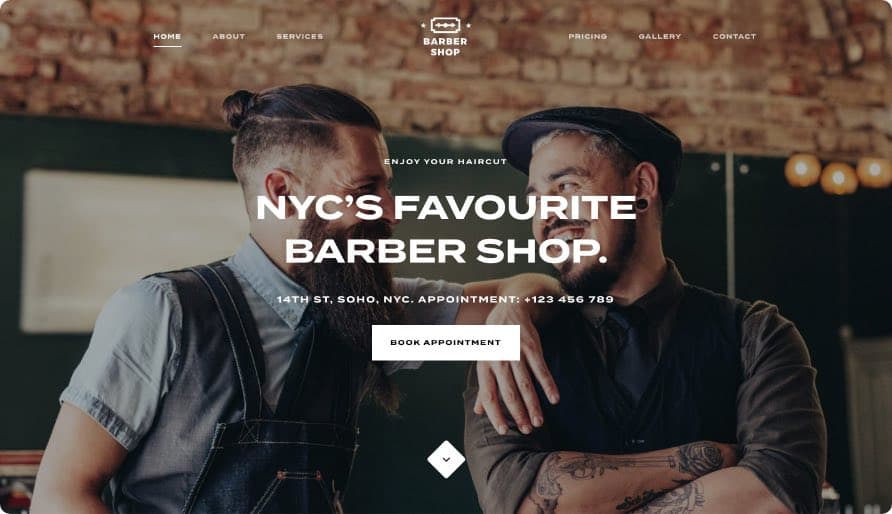 HOME ABOUT SERVICES
BARBER
SHOP
PRICING GALLERY CONTACT
ENJOY YOUR HAIRCUT
NYC'S FAVOURITE
BARBER SHOP.
14TH ST, SOHO, NYC. APPOINTMENT: +123 456 789
BOOK APPOINTMENT